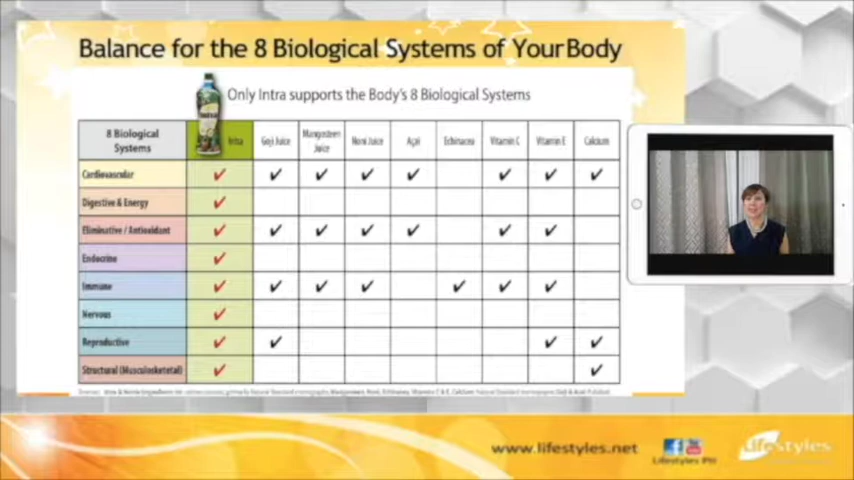 Balance for the 8 Biological Systems of Your Body
Only Intra supports the Body's 8 Biological Systems
8 Biological Systems
Intra
Goji Juice
Mangosteen Juice
Noni Juice
Açai
Echinacea
Vitamin C
Vitamin E
Calcium
Cardiovascular ✓ ✓ ✓ ✓ ✓ ✓ ✓ ✓
Digestive & Energy ✓
Eliminative / Antioxidant ✓ ✓ ✓ ✓ ✓ ✓ ✓
Endocrine ✓
Immune ✓ ✓ ✓ ✓ ✓ ✓ ✓
Nervous ✓
Reproductive ✓ ✓ ✓ ✓
Structural (Musculosketetal) ✓ ✓
www.lifestyles.net
Lifestyles PH
Lifestyles